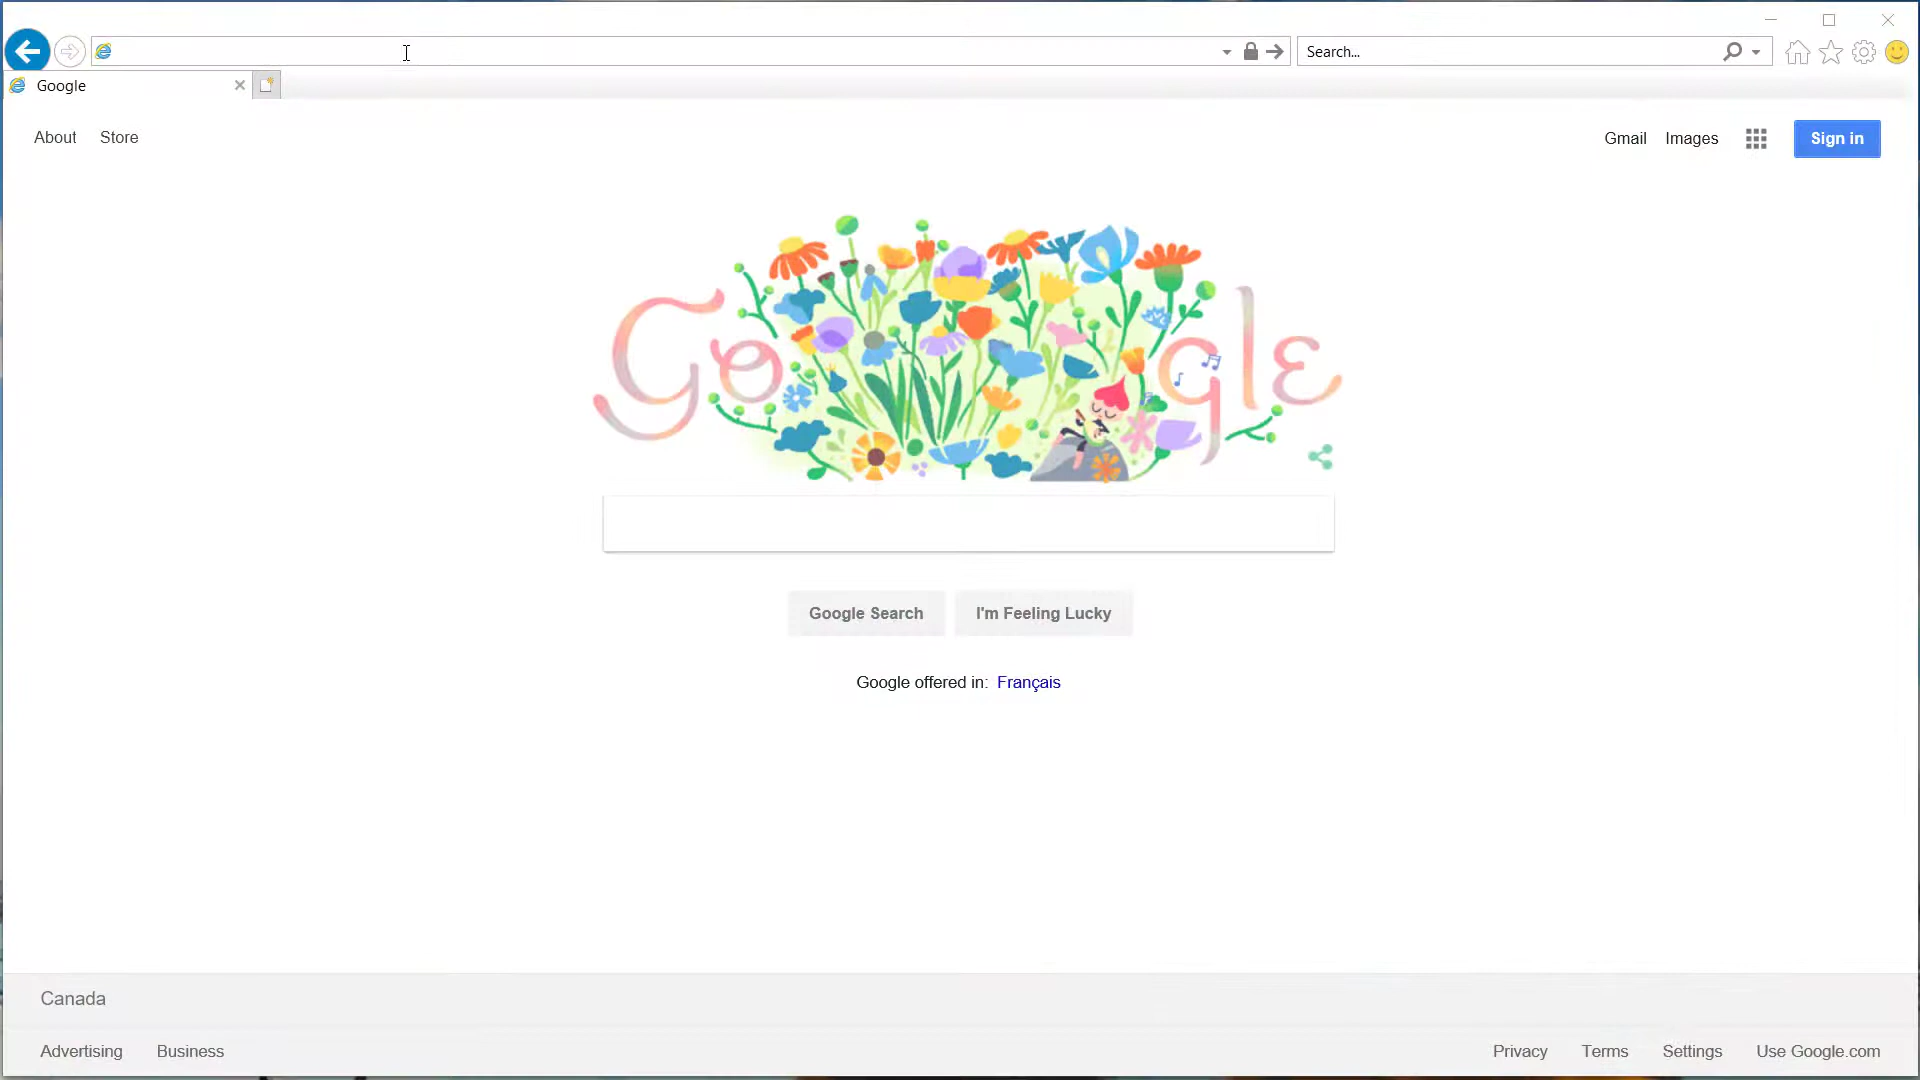 Search...
Google
About Store
Gmail Images Sign in
Google
Google Search I'm Feeling Lucky
Google offered in: Français
Canada
Advertising Business
Privacy Terms Settings Use Google.com